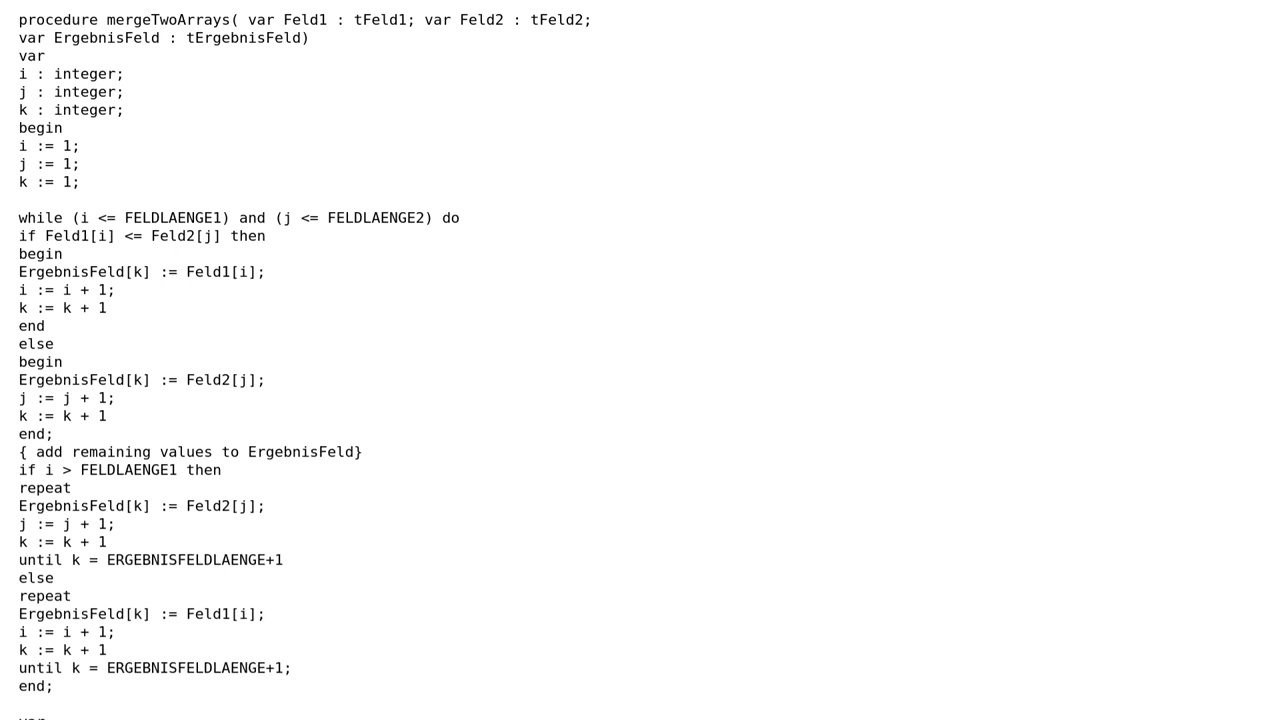 procedure mergeTwoArrays( var Feld1 : tFeld1; var Feld2 : tFeld2;
var ErgebnisFeld : tErgebnisFeld)
var
i : integer;
j : integer;
k : integer;
begin
i := 1;
j := 1;
k := 1;

while (i <= FELDLAENGE1) and (j <= FELDLAENGE2) do
if Feld1[i] <= Feld2[j] then
begin
ErgebnisFeld[k] := Feld1[i];
i := i + 1;
k := k + 1
end
else
begin
ErgebnisFeld[k] := Feld2[j];
j := j + 1;
k := k + 1
end;
{ add remaining values to ErgebnisFeld}
if i > FELDLAENGE1 then
repeat
ErgebnisFeld[k] := Feld2[j];
j := j + 1;
k := k + 1
until k = ERGEBNISFELDLAENGE+1
else
repeat
ErgebnisFeld[k] := Feld1[i];
i := i + 1;
k := k + 1
until k = ERGEBNISFELDLAENGE+1;
end;